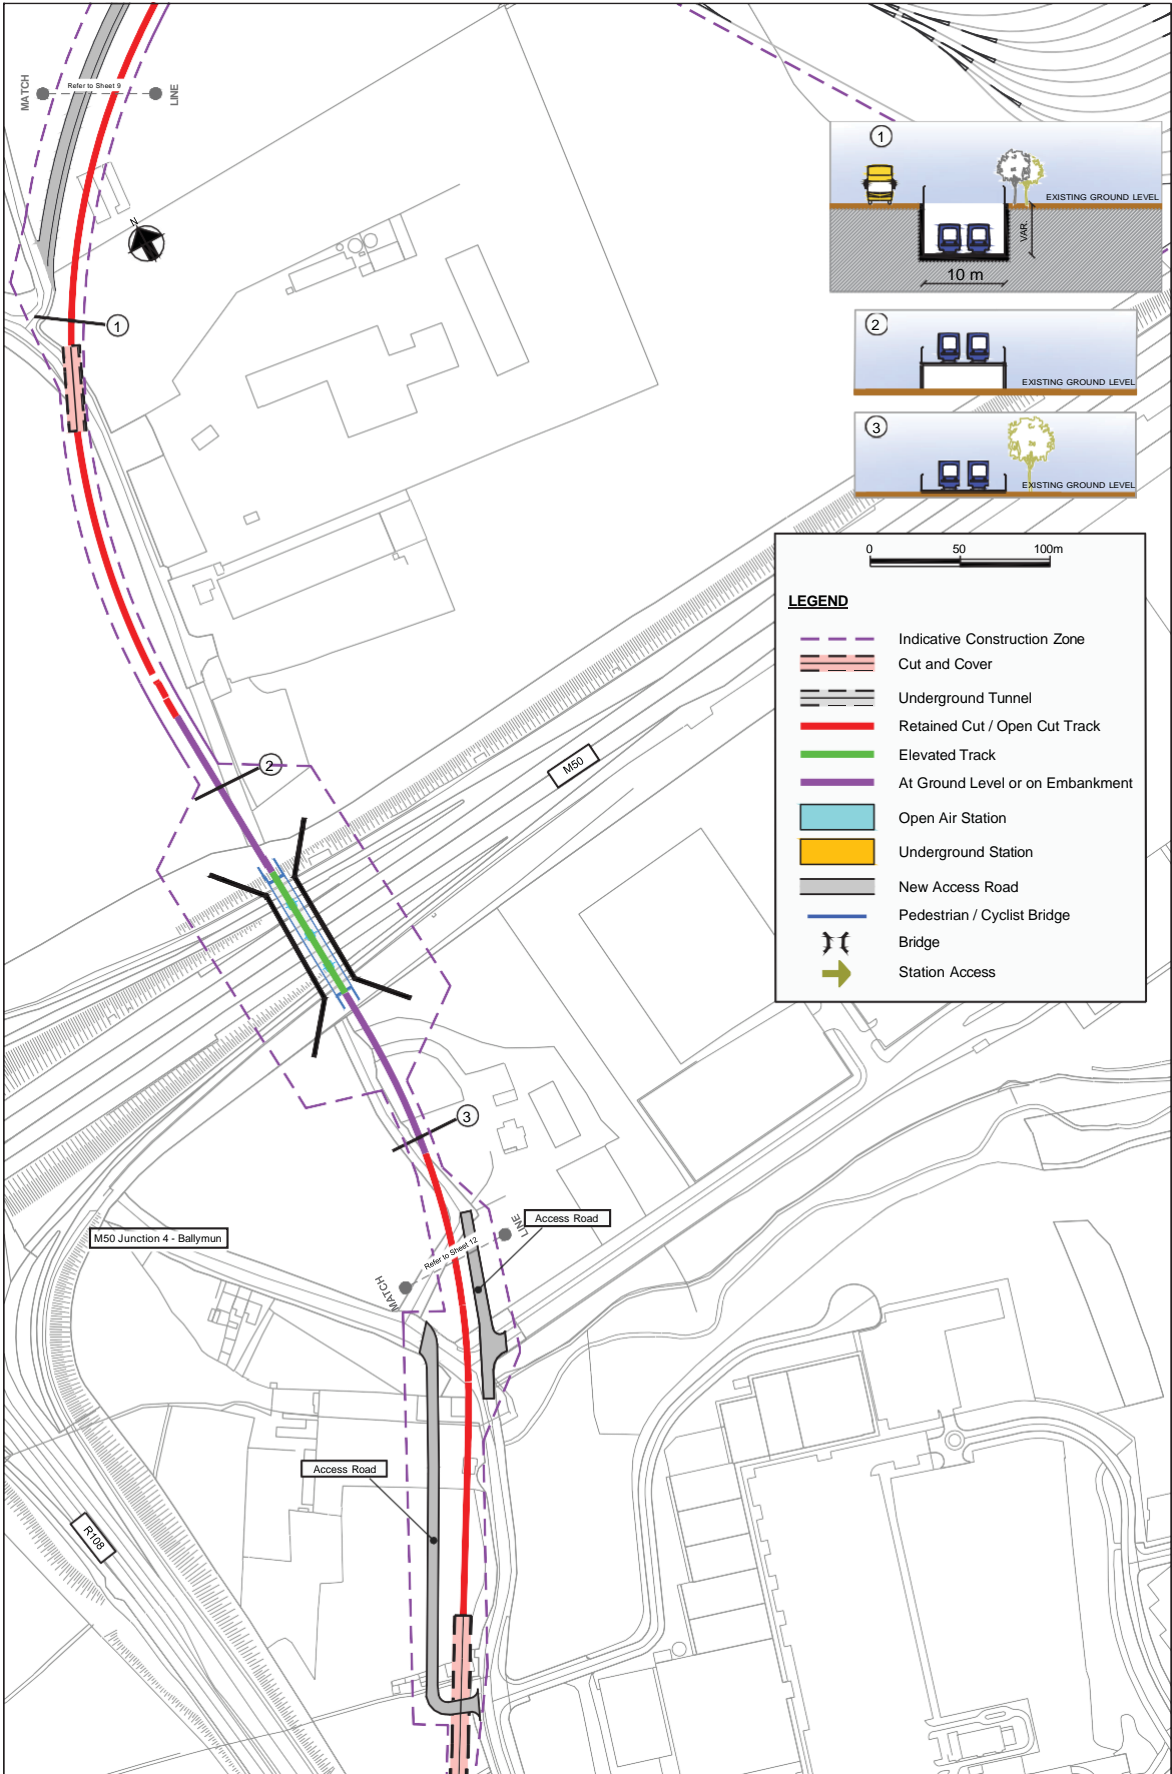 MATCH
Refer to Sheet 9
LINE
N
1
1
EXISTING GROUND LEVEL
VAR.
10 m
2
EXISTING GROUND LEVEL
3
EXISTING GROUND LEVEL
0 50 100m
LEGEND
Indicative Construction Zone
Cut and Cover
Underground Tunnel
Retained Cut / Open Cut Track
Elevated Track
At Ground Level or on Embankment
Open Air Station
Underground Station
New Access Road
Pedestrian / Cyclist Bridge
Bridge
Station Access
2
M50
3
Access Road
LINE
Refer to Sheet 12
MATCH
M50 Junction 4 - Ballymun
Access Road
R108